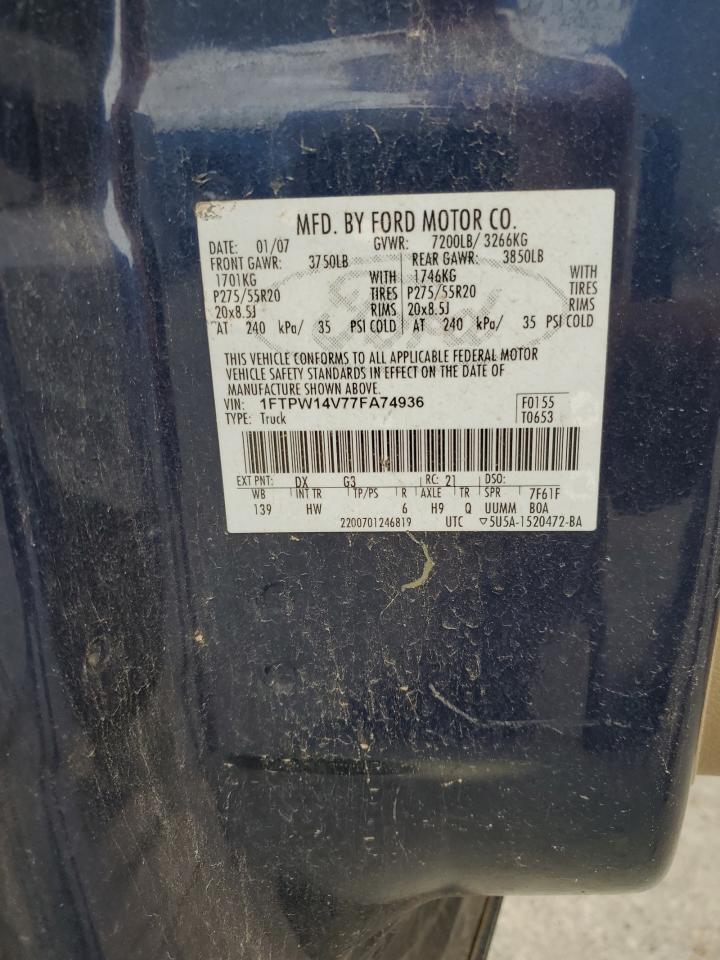 MFD. BY FORD MOTOR CO.
DATE: 01/07 GVWR: 7200LB/ 3266KG
FRONT GAWR: 3750LB REAR GAWR: 3850LB
1701KG WITH 1746KG WITH
P275/55R20 TIRES P275/55R20 TIRES
20x8.5J RIMS 20x8.5J RIMS
AT 240 kPa/ 35 PSI COLD AT 240 kPa/ 35 PSI COLD
Ford
THIS VEHICLE CONFORMS TO ALL APPLICABLE FEDERAL MOTOR
VEHICLE SAFETY STANDARDS IN EFFECT ON THE DATE OF
MANUFACTURE SHOWN ABOVE.
VIN: 1FTPW14V77FA74936 F0155
TYPE: Truck T0653
EXT PNT: DX G3 RC: 21 DSO:
WB INT TR TP/PS R AXLE TR SPR 7F61F
139 HW 6 H9 Q UUMM B0A
2200701246819 UTC ▽5U5A-1520472-BA